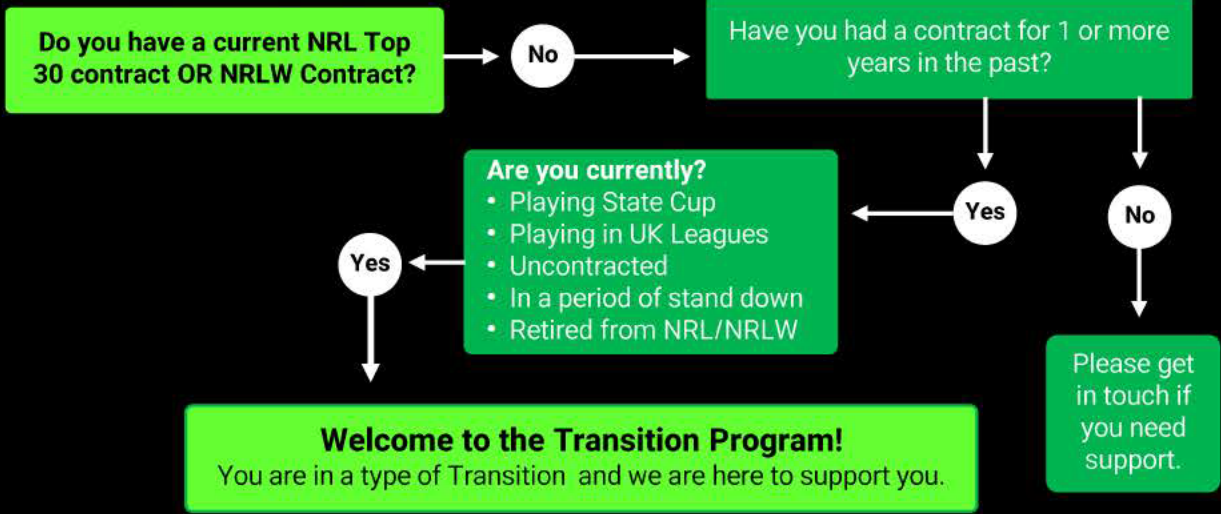 Do you have a current NRL Top
30 contract OR NRLW Contract?
No
Have you had a contract for 1 or more
years in the past?
Yes
No
Are you currently?
• Playing State Cup
• Playing in UK Leagues
• Uncontracted
• In a period of stand down
• Retired from NRL/NRLW
Yes
Please get
in touch if
you need
support.
Welcome to the Transition Program!
You are in a type of Transition and we are here to support you.